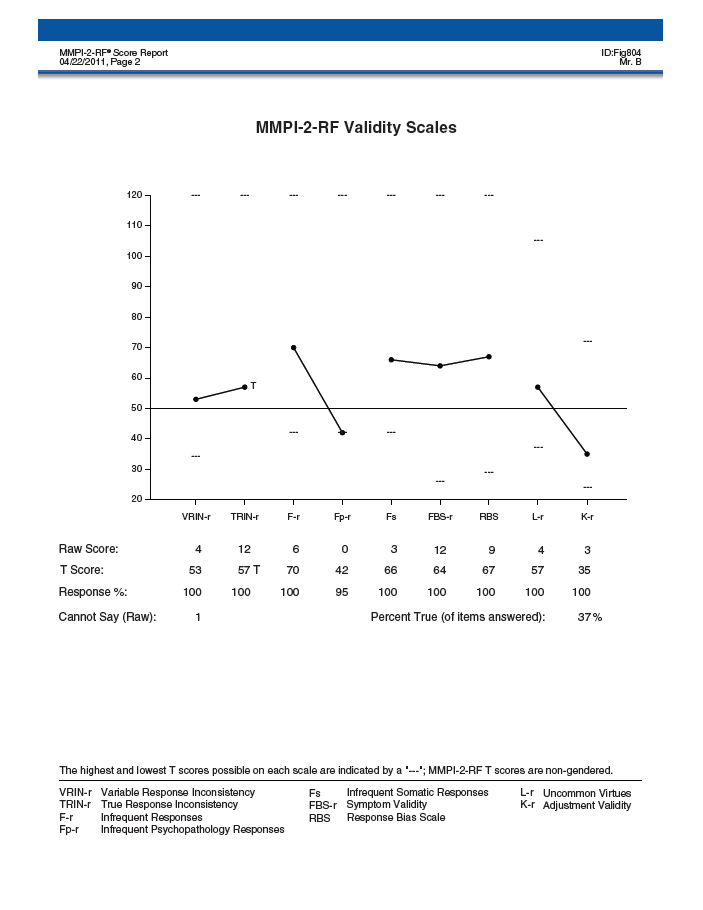 MMPI-2-RF® Score Report ID:Fig804
04/22/2011, Page 2 Mr. B
MMPI-2-RF Validity Scales
120 --- --- --- --- --- --- ---
110
---
100
90
80
---
70
60 T
50
40 --- --- ---
--- ---
30 ---
---
20 ---
VRIN-r TRIN-r F-r Fp-r Fs FBS-r RBS L-r K-r
Raw Score: 4 12 6 0 3 12 9 4 3
T Score: 53 57 T 70 42 66 64 67 57 35
Response %: 100 100 100 95 100 100 100 100 100
Cannot Say (Raw): 1 Percent True (of items answered): 37%
The highest and lowest T scores possible on each scale are indicated by a "---"; MMPI-2-RF T scores are non-gendered.
VRIN-r Variable Response Inconsistency Fs Infrequent Somatic Responses L-r Uncommon Virtues
TRIN-r True Response Inconsistency FBS-r Symptom Validity K-r Adjustment Validity
F-r Infrequent Responses RBS Response Bias Scale
Fp-r Infrequent Psychopathology Responses